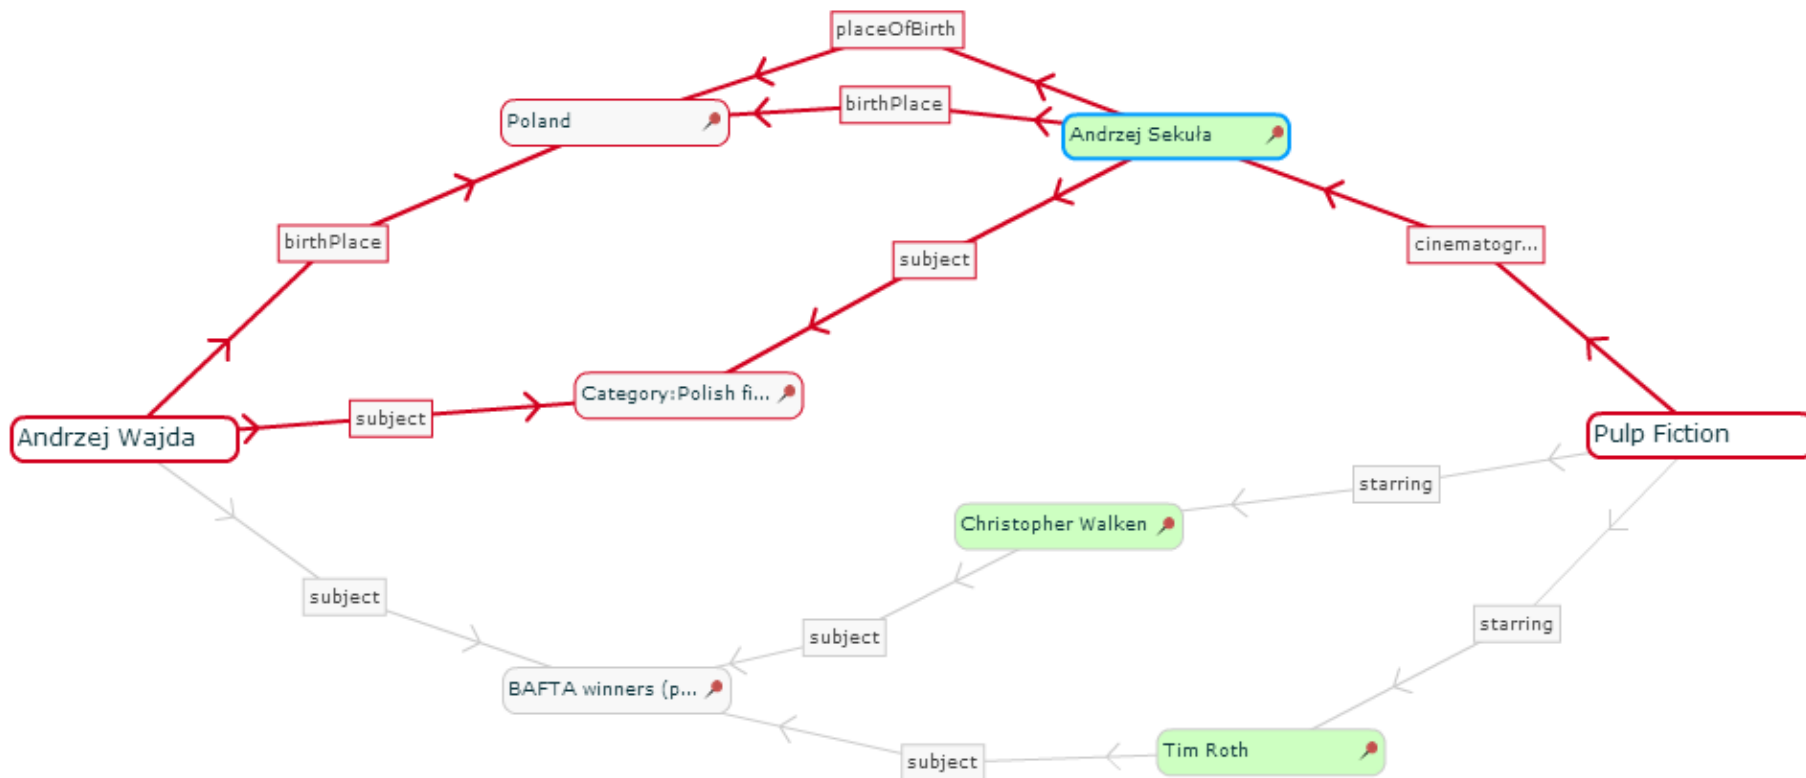 placeOfBirth
birthPlace
Poland
Andrzej Sekuła
birthPlace
subject
cinematogr...
Category:Polish fi...
subject
Andrzej Wajda
Pulp Fiction
starring
Christopher Walken
subject
starring
subject
BAFTA winners (p...
Tim Roth
subject